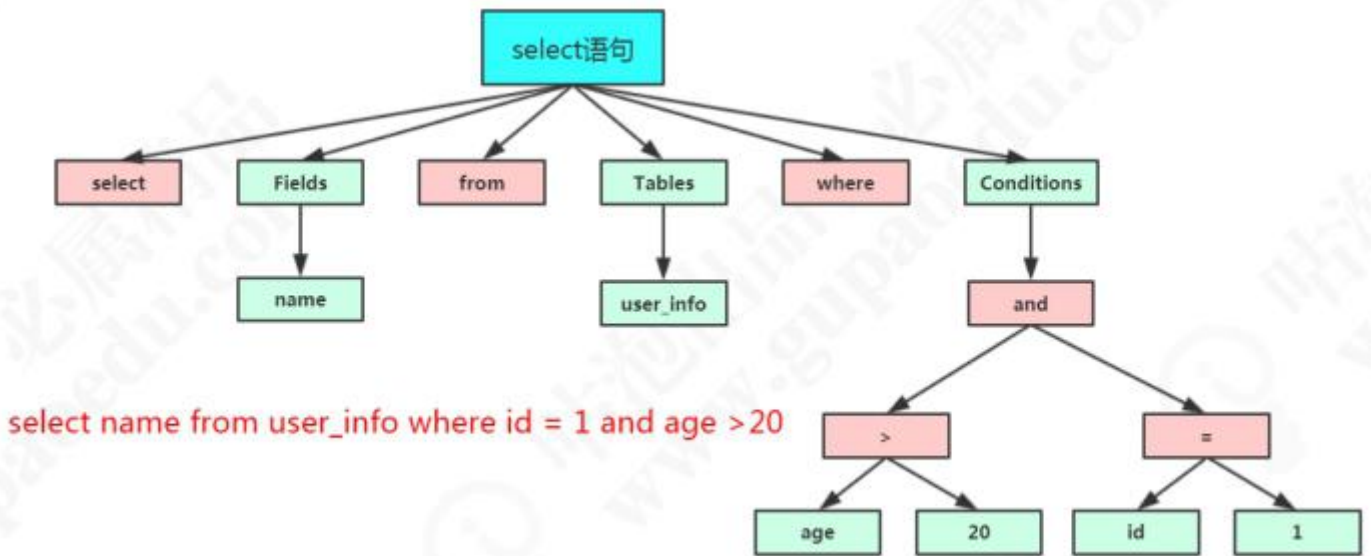 select语句
select
Fields
from
Tables
where
Conditions
name
user_info
and
select name from user_info where id = 1 and age >20
>
=
age
20
id
1